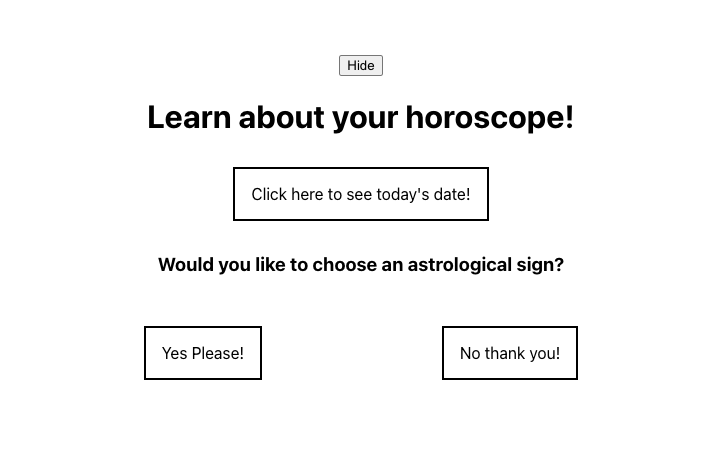 Hide
Learn about your horoscope!
Click here to see today's date!
Would you like to choose an astrological sign?
Yes Please!
No thank you!